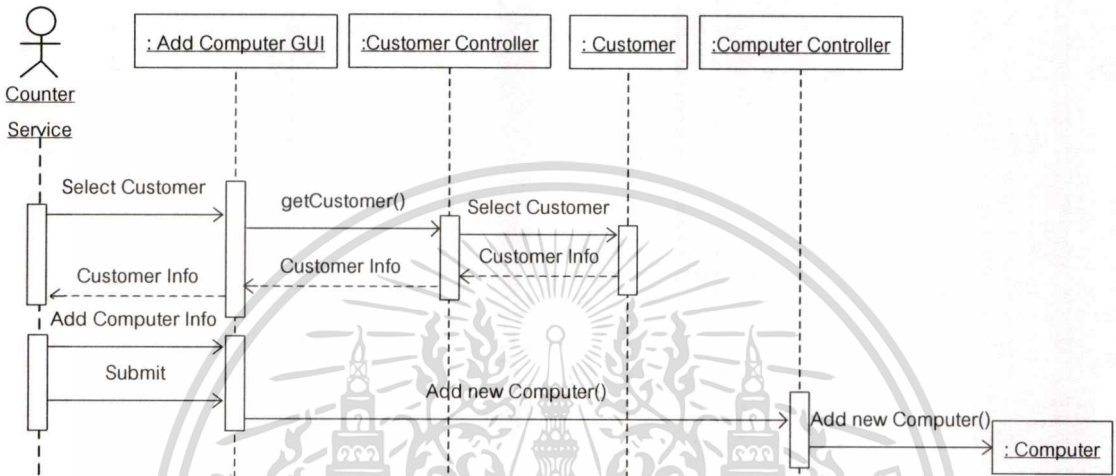 : Add Computer GUI
:Customer Controller
: Customer
:Computer Controller
Counter
Service
Select Customer
getCustomer()
Select Customer
Customer Info
Customer Info
Customer Info
Add Computer Info
Submit
Add new Computer()
Add new Computer()
: Computer